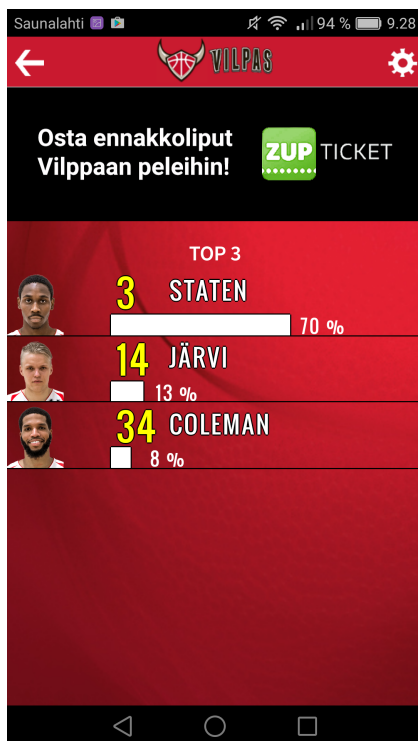 Saunalahti 94 % 9.28
VILPAS
Osta ennakkoliput
Vilppaan peleihin!
ZUP TICKET
TOP 3
3 STATEN
70 %
14 JÄRVI
13 %
34 COLEMAN
8 %